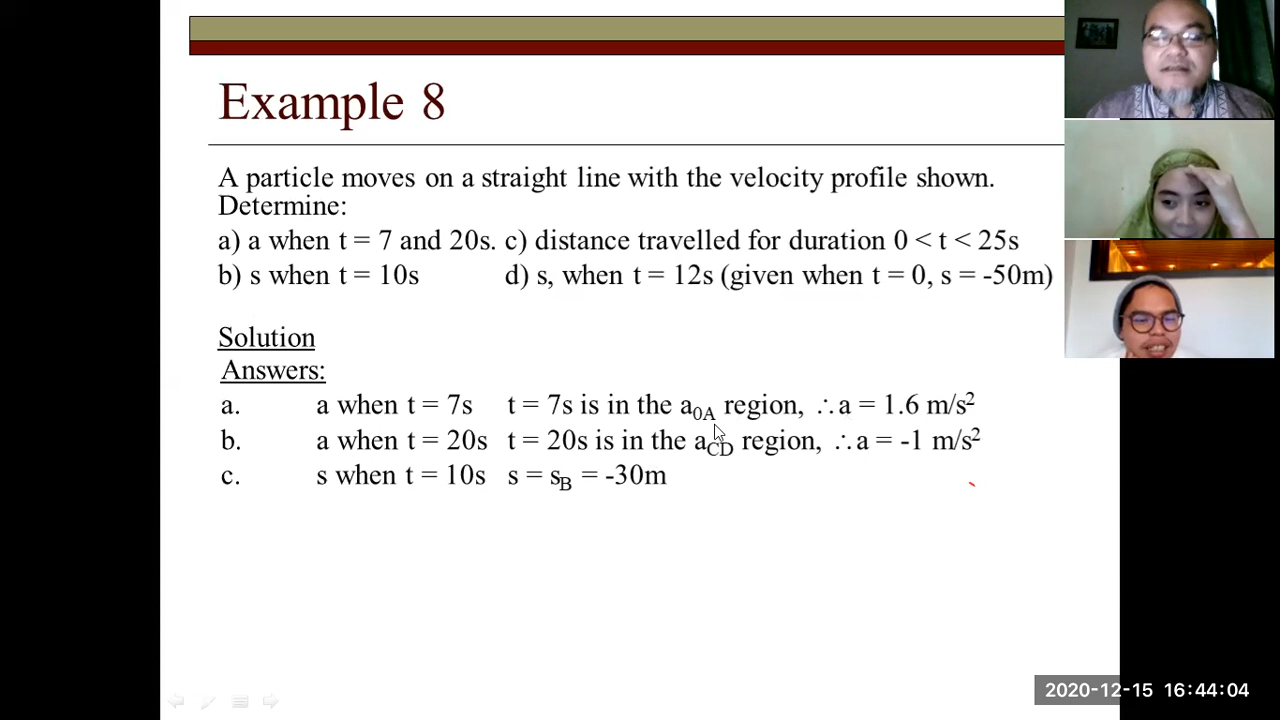 Example 8
A particle moves on a straight line with the velocity profile shown.
Determine:
a) a when t = 7 and 20s. c) distance travelled for duration 0 < t < 25s
b) s when t = 10s d) s, when t = 12s (given when t = 0, s = -50m)
Solution
Answers:
a. a when t = 7s t = 7s is in the a0A region, ∴a = 1.6 m/s²
b. a when t = 20s t = 20s is in the aCD region, ∴a = -1 m/s²
c. s when t = 10s s = sB = -30m
2020-12-15 16:44:04